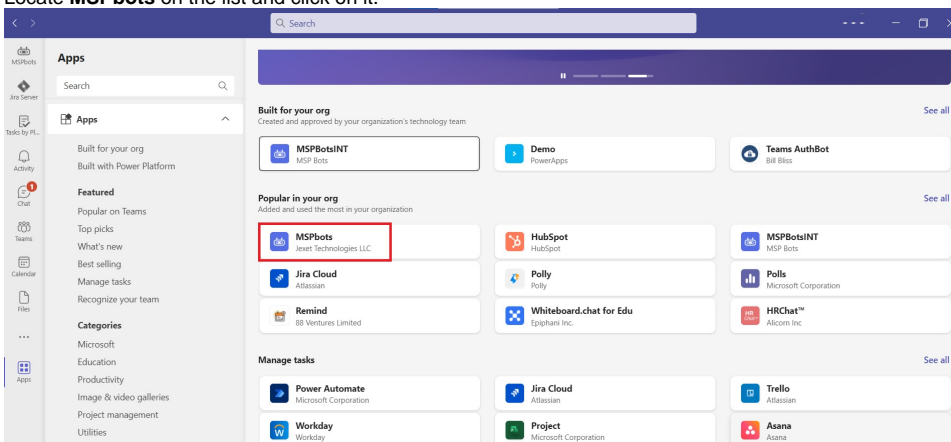 Locate MSPbots on the list and click on it.
Search
MSPbots
Jira Server
Tasks by Pl...
Activity
Chat
1
Teams
Calendar
Files
Apps
Apps
Search
Apps
Built for your org
Built with Power Platform
Featured
Popular on Teams
Top picks
What's new
Best selling
Manage tasks
Recognize your team
Categories
Microsoft
Education
Productivity
Image & video galleries
Project management
Utilities
Built for your org
See all
Created and approved by your organization's technology team
MSPBotsINT
MSP Bots
Demo
PowerApps
Teams AuthBot
Bill Bliss
Popular in your org
See all
Added and used the most in your organization
MSPbots
Jexet Technologies LLC
HubSpot
HubSpot
MSPBotsINT
MSP Bots
Jira Cloud
Atlassian
Polly
Polly
Polls
Microsoft Corporation
Remind
88 Ventures Limited
Whiteboard.chat for Edu
Epiphani Inc.
HRChat™
Alicorn Inc
Manage tasks
See all
Power Automate
Microsoft Corporation
Jira Cloud
Atlassian
Trello
Atlassian
Workday
Workday
Project
Microsoft Corporation
Asana
Asana